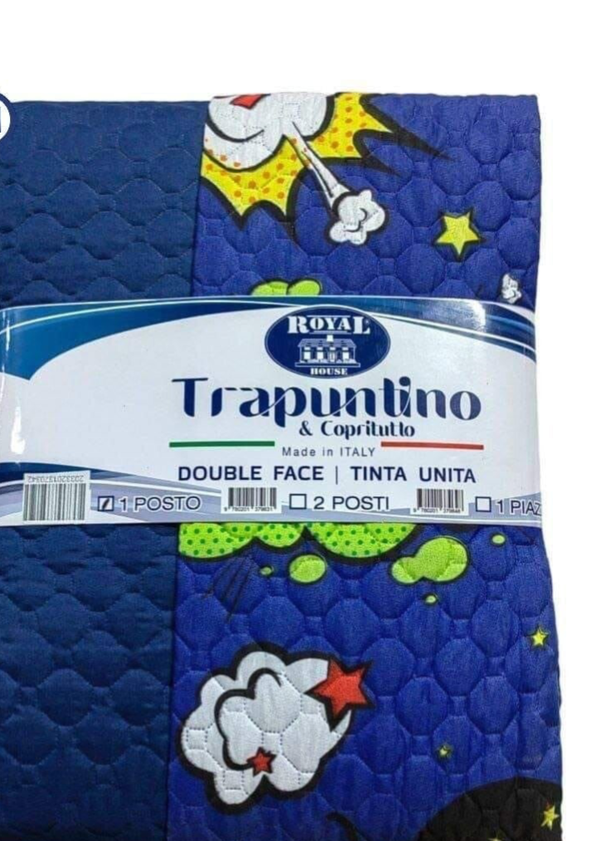 ROYAL
HOUSE
Trapuntino
& Copritutto
Made in ITALY
DOUBLE FACE | TINTA UNITA
1 POSTO 2 POSTI 1 PIAZ